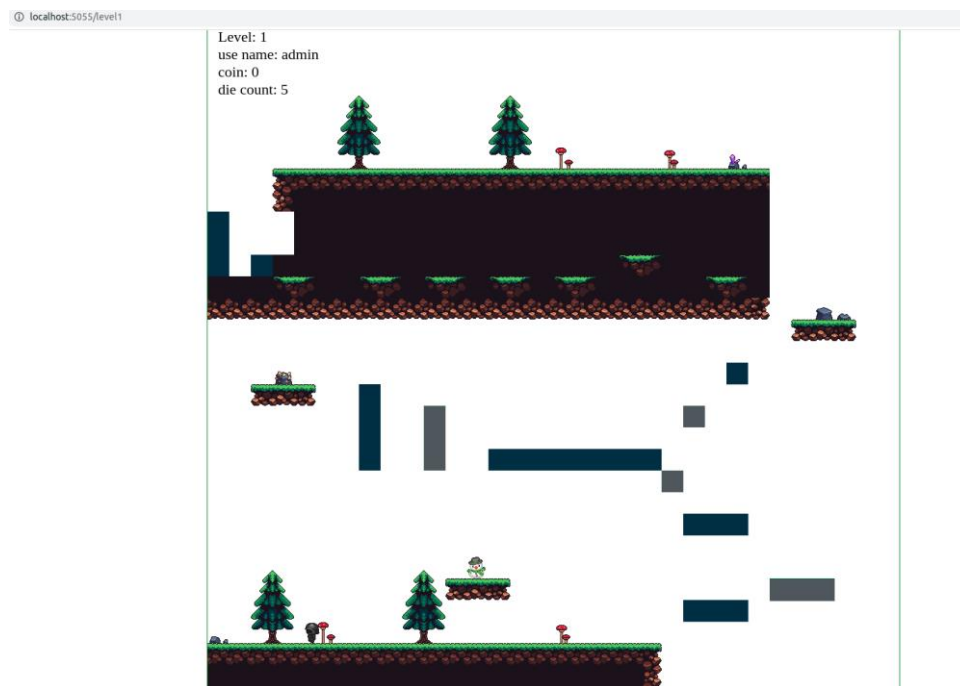 localhost:5055/level1
Level: 1
use name: admin
coin: 0
die count: 5